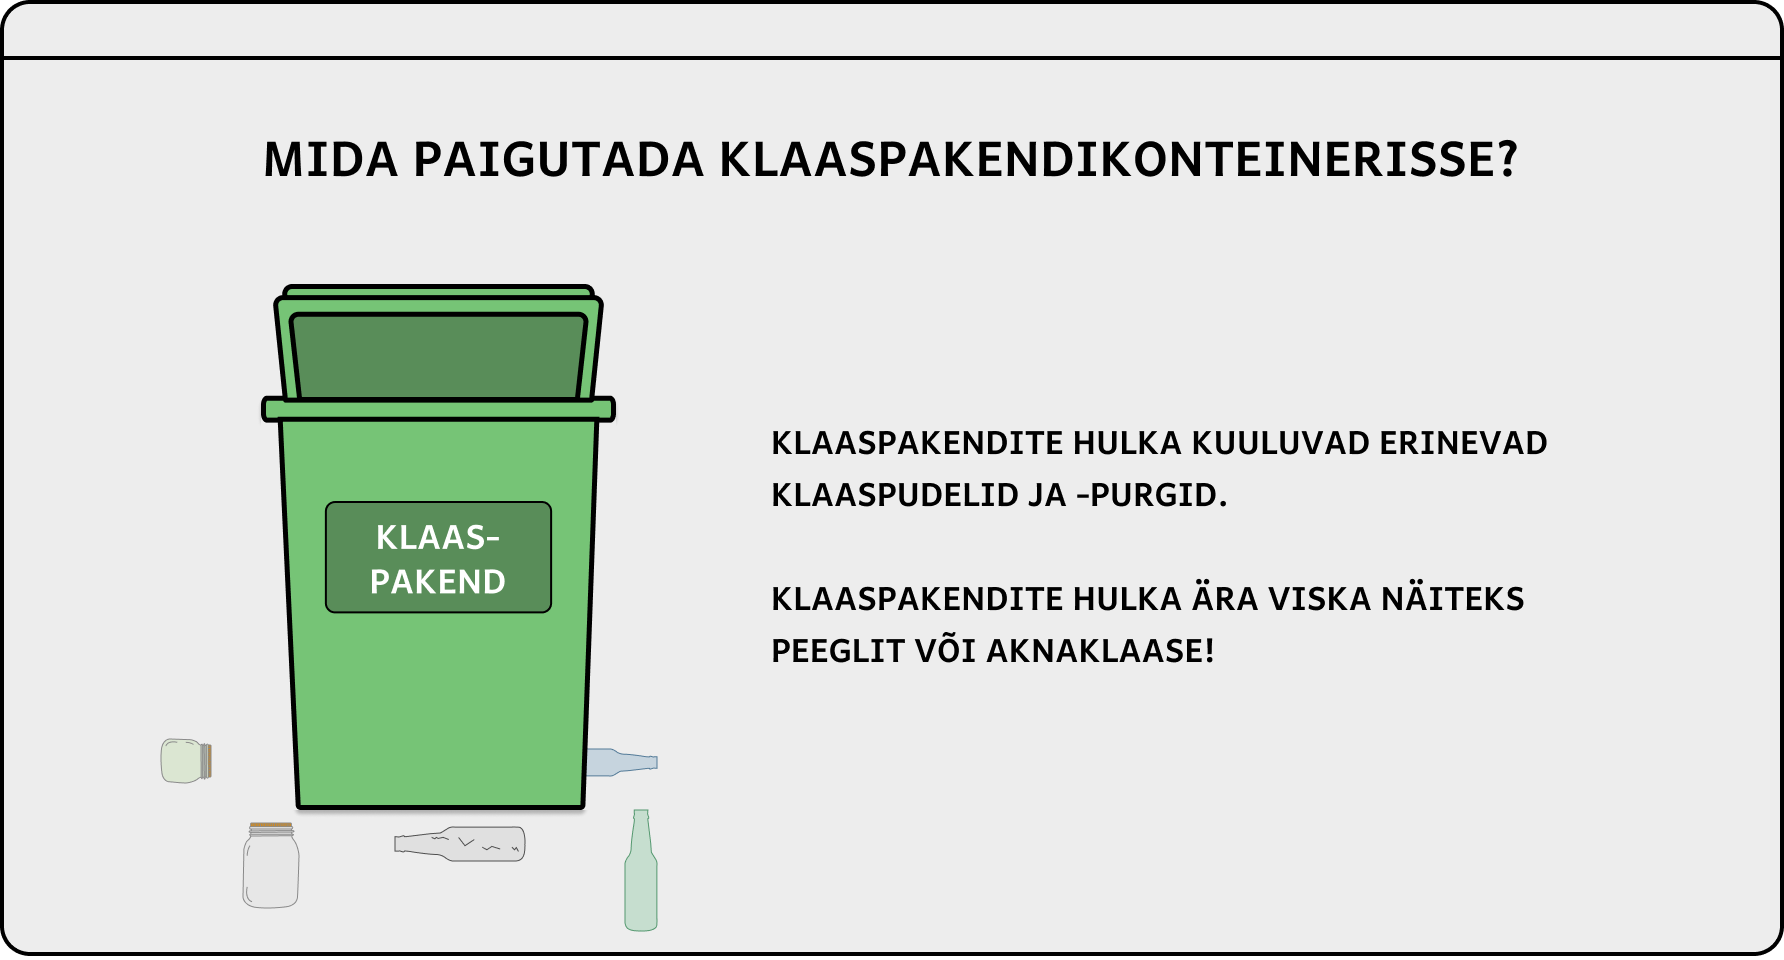 MIDA PAIGUTADA KLAASPAKENDIKONTEINERISSE?
KLAAS-
PAKEND
KLAASPAKENDITE HULKA KUULUVAD ERINEVAD
KLAASPUDELID JA -PURGID.
KLAASPAKENDITE HULKA ÄRA VISKA NÄITEKS
PEEGLIT VÕI AKNAKLAASE!